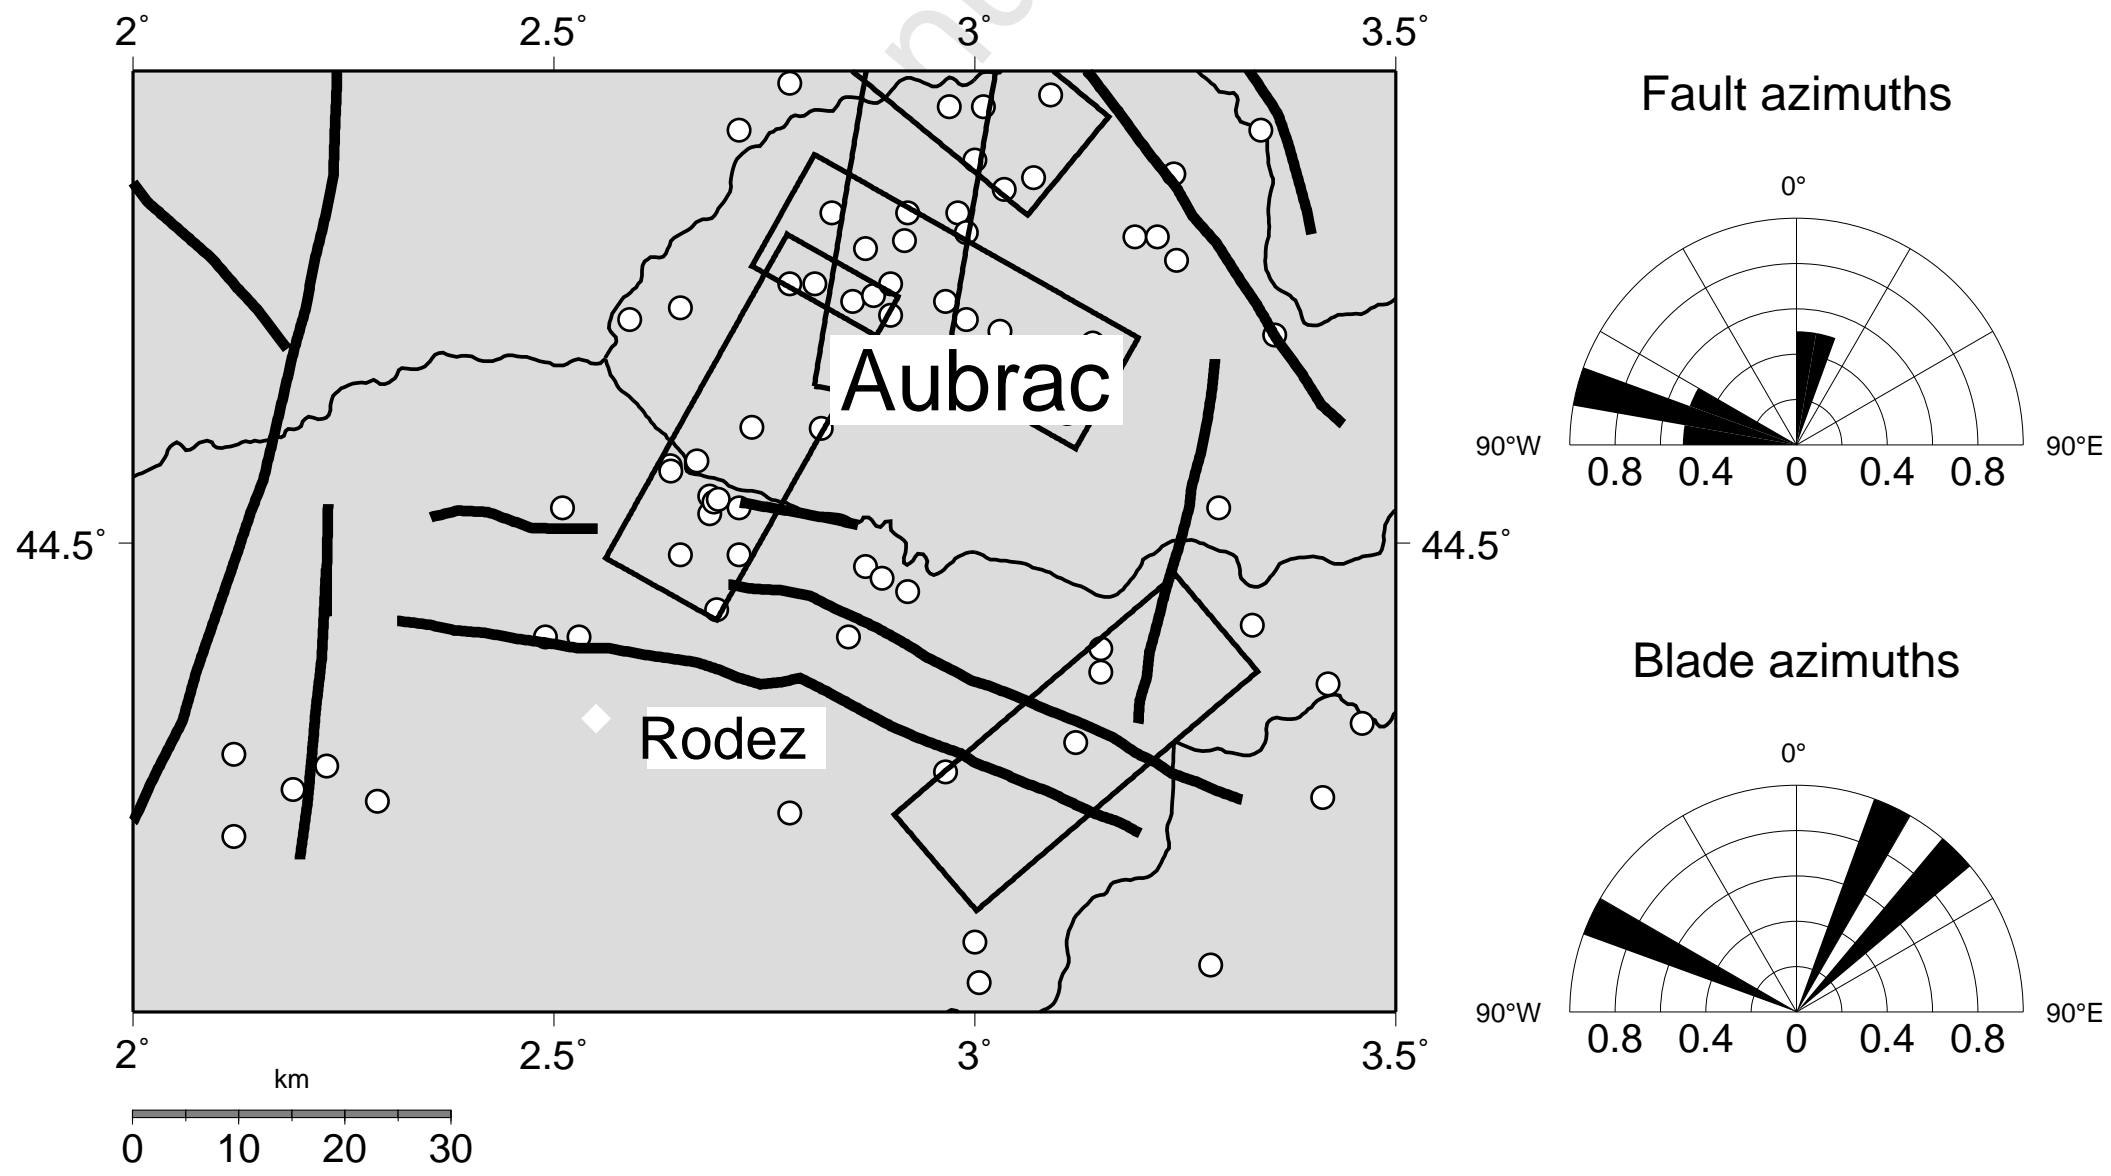 2˚ 2.5˚ 3˚ 3.5˚
nu
Fault azimuths
0°
90°W 90°E
0.8 0.4 0 0.4 0.8
Aubrac
44.5˚ 44.5˚
Rodez
Blade azimuths
0°
90°W 90°E
0.8 0.4 0 0.4 0.8
2˚ 2.5˚ 3˚ 3.5˚
km
0 10 20 30